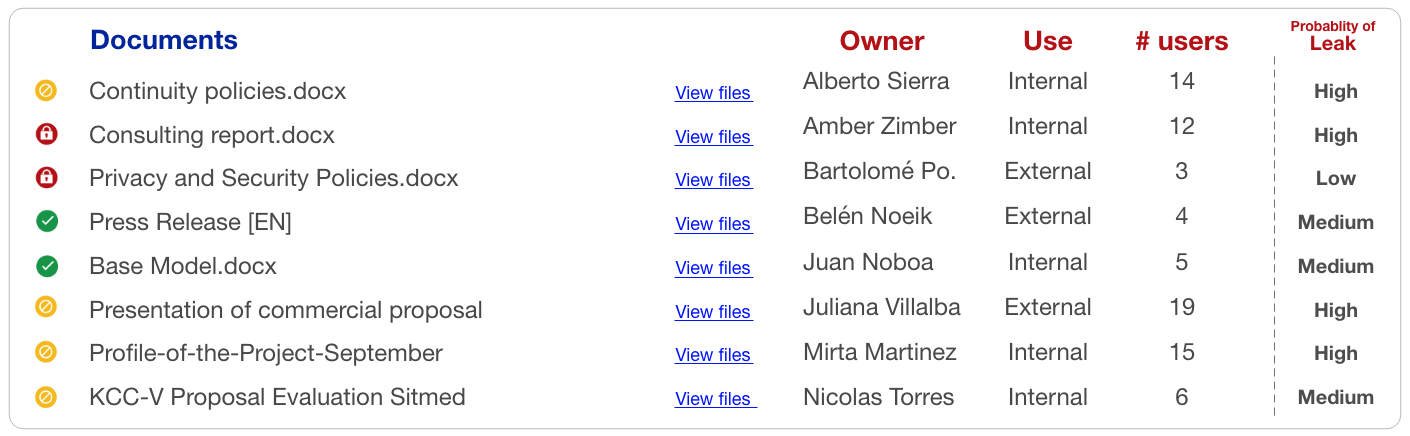 Documents Owner Use # users Probablity of Leak
Continuity policies.docx View files Alberto Sierra Internal 14 High
Consulting report.docx View files Amber Zimber Internal 12 High
Privacy and Security Policies.docx View files Bartolomé Po. External 3 Low
Press Release [EN] View files Belén Noeik External 4 Medium
Base Model.docx View files Juan Noboa Internal 5 Medium
Presentation of commercial proposal View files Juliana Villalba External 19 High
Profile-of-the-Project-September View files Mirta Martinez Internal 15 High
KCC-V Proposal Evaluation Sitmed View files Nicolas Torres Internal 6 Medium